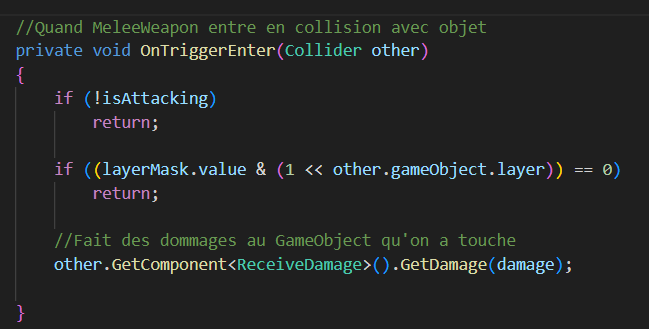 //Quand MeleeWeapon entre en collision avec objet
private void OnTriggerEnter(Collider other)
{
if (!isAttacking)
return;
if ((layerMask.value & (1 << other.gameObject.layer)) == 0)
return;
//Fait des dommages au GameObject qu'on a touche
other.GetComponent<ReceiveDamage>().GetDamage(damage);
}